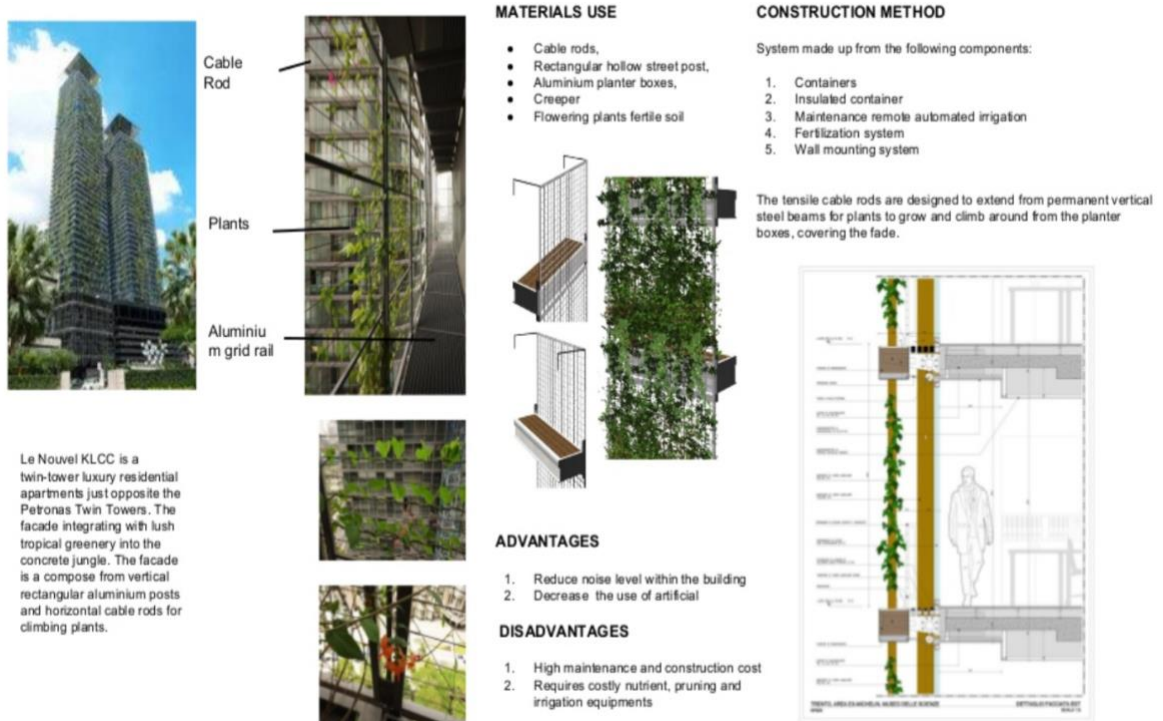 Cable
Rod
Plants
Aluminiu
m grid rail
Le Nouvel KLCC is a
twin-tower luxury residential
apartments just opposite the
Petronas Twin Towers. The
facade integrating with lush
tropical greenery into the
concrete jungle. The facade
is a compose from vertical
rectangular aluminium posts
and horizontal cable rods for
climbing plants.
MATERIALS USE
● Cable rods,
● Rectangular hollow street post,
● Aluminium planter boxes,
● Creeper
● Flowering plants fertile soil
ADVANTAGES
1. Reduce noise level within the building
2. Decrease the use of artificial
DISADVANTAGES
1. High maintenance and construction cost
2. Requires costly nutrient, pruning and
irrigation equipments
CONSTRUCTION METHOD
System made up from the following components:
1. Containers
2. Insulated container
3. Maintenance remote automated irrigation
4. Fertilization system
5. Wall mounting system
The tensile cable rods are designed to extend from permanent vertical
steel beams for plants to grow and climb around from the planter
boxes, covering the fade.